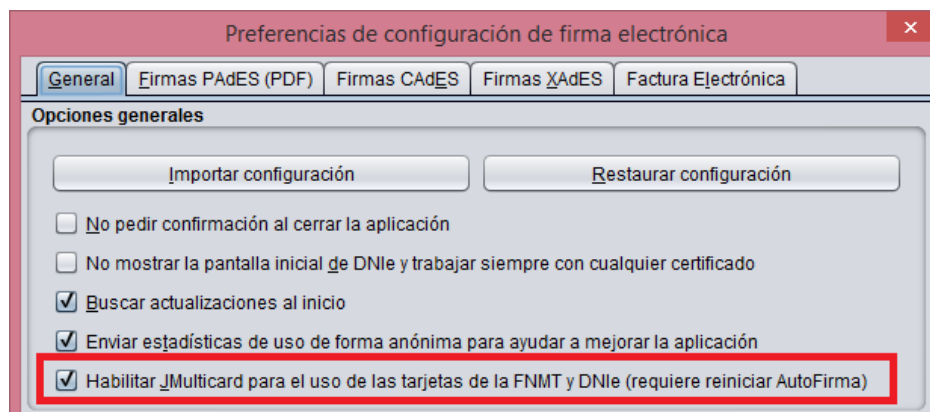 Preferencias de configuración de firma electrónica
General Firmas PAdES (PDF) Firmas CAdES Firmas XAdES Factura Electrónica
Opciones generales
Importar configuración Restaurar configuración
No pedir confirmación al cerrar la aplicación
No mostrar la pantalla inicial de DNIe y trabajar siempre con cualquier certificado
Buscar actualizaciones al inicio
Enviar estadísticas de uso de forma anónima para ayudar a mejorar la aplicación
Habilitar JMulticard para el uso de las tarjetas de la FNMT y DNIe (requiere reiniciar AutoFirma)